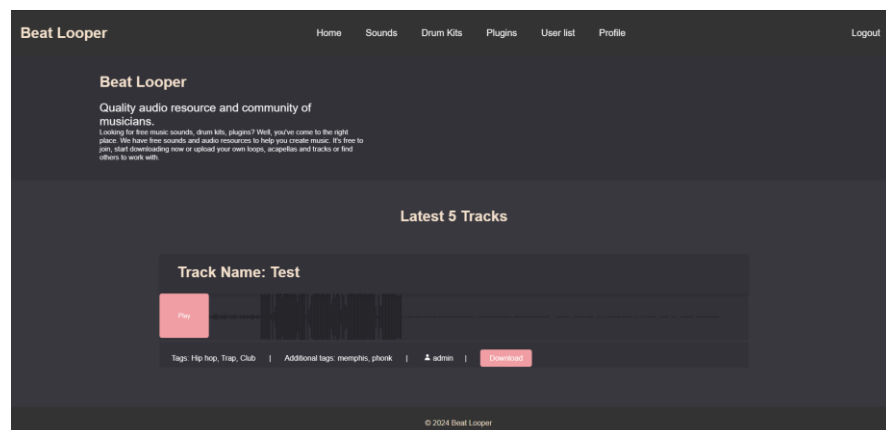 Beat Looper
Home Sounds Drum Kits Plugins User list Profile
Logout
Beat Looper
Quality audio resource and community of
musicians.
Looking for free music sounds, drum kits, plugins? Well, you've come to the right
place. We have free sounds and audio resources to help you create music. It's free to
join, start downloading now or upload your own loops, acapellas and tracks or find
others to work with.
Latest 5 Tracks
Track Name: Test
Play
Tags: Hip hop, Trap, Club | Additional tags: memphis, phonk | admin | Download
© 2024 Beat Looper